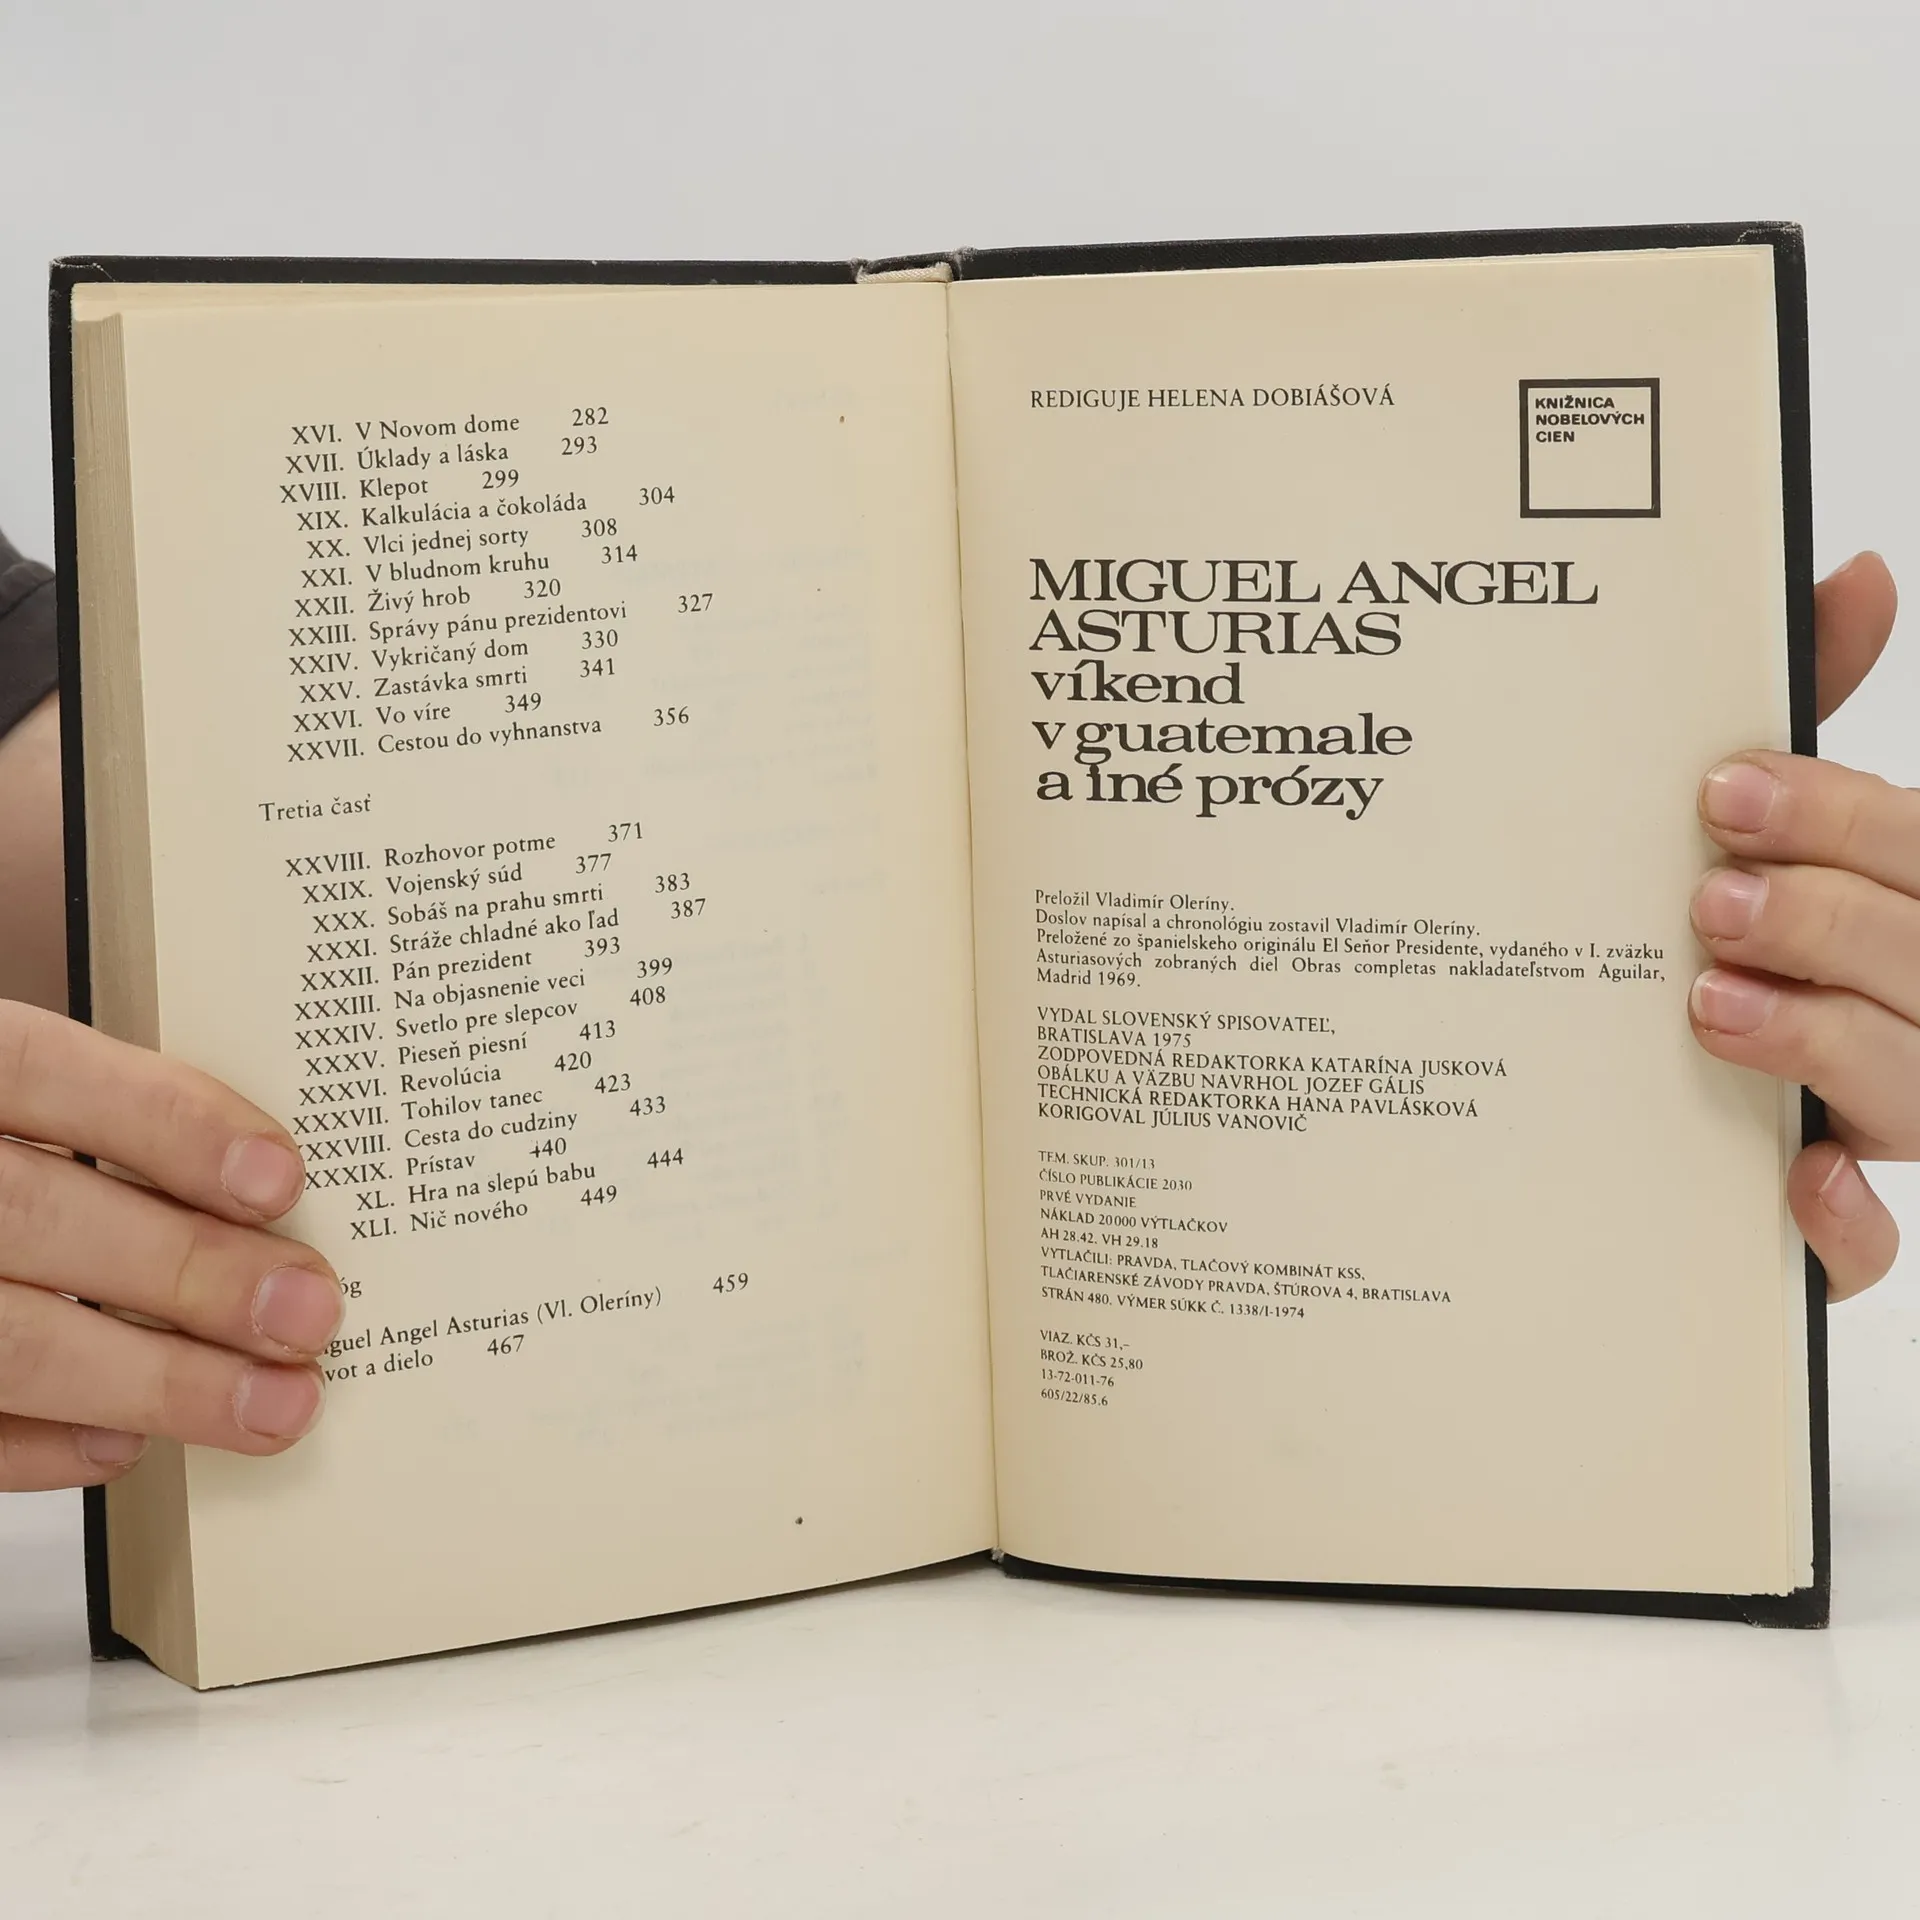 XVI. V Novom dome 282
XVII. Úklady a láska 293
XVIII. Klepot 299
XIX. Kalkulácia a čokoláda 304
XX. Vlci jednej sorty 308
XXI. V bludnom kruhu 314
XXII. Živý hrob 320
XXIII. Správy pánu prezidentovi 327
XXIV. Vykričaný dom 330
XXV. Zastávka smrti 341
XXVI. Vo víre 349
XXVII. Cestou do vyhnanstva 356
Tretia časť
XXVIII. Rozhovor potme 371
XXIX. Vojenský súd 377
XXX. Sobáš na prahu smrti 383
XXXI. Stráže chladné ako ľad 387
XXXII. Pán prezident 393
XXXIII. Na objasnenie veci 399
XXXIV. Svetlo pre slepcov 408
XXXV. Pieseň piesní 413
XXXVI. Revolúcia 420
XXXVII. Tohilov tanec 423
XXXVIII. Cesta do cudziny 433
XXXIX. Prístav 440
XL. Hra na slepú babu 444
XLI. Nič nového 449
óg
guel Angel Asturias (Vl. Oleríny) 459
vot a dielo 467
REDIGUJE HELENA DOBIÁŠOVÁ
KNIŽNICA
NOBELOVÝCH
CIEN
MIGUEL ANGEL
ASTURIAS
víkend
v guatemale
a iné prózy
Preložil Vladimír Oleríny.
Doslov napísal a chronológiu zostavil Vladimír Oleríny.
Preložené zo španielskeho originálu El Señor Presidente, vydaného v I. zväzku
Asturiasových zobraných diel Obras completas nakladateľstvom Aguilar,
Madrid 1969.
VYDAL SLOVENSKÝ SPISOVATEĽ,
BRATISLAVA 1975
ZODPOVEDNÁ REDAKTORKA KATARÍNA JUSKOVÁ
OBÁLKU A VÄZBU NAVRHOL JOZEF GÁLIS
TECHNICKÁ REDAKTORKA HANA PAVLÁSKOVÁ
KORIGOVAL JÚLIUS VANOVIČ
TEM. SKUP. 301/13
ČÍSLO PUBLIKÁCIE 2030
PRVÉ VYDANIE
NÁKLAD 20000 VÝTLAČKOV
AH 28.42. VH 29.18
VYTLAČILI: PRAVDA, TLAČOVÝ KOMBINÁT KSS,
TLAČIARENSKÉ ZÁVODY PRAVDA, ŠTÚROVA 4, BRATISLAVA
STRÁN 480. VÝMER SÚKK Č. 1338/I-1974
VIAZ. KČS 31,–
BROŽ. KČS 25,80
13-72-011-76
605/22/85.6